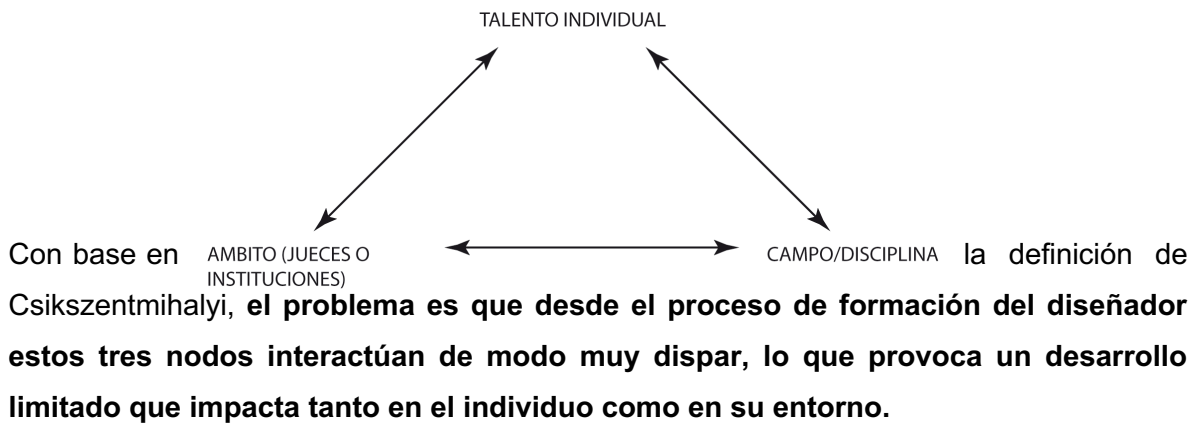 TALENTO INDIVIDUAL
Con base en AMBITO (JUECES O CAMPO/DISCIPLINA la definición de
INSTITUCIONES)
Csikszentmihalyi, el problema es que desde el proceso de formación del diseñador
estos tres nodos interactúan de modo muy dispar, lo que provoca un desarrollo
limitado que impacta tanto en el individuo como en su entorno.